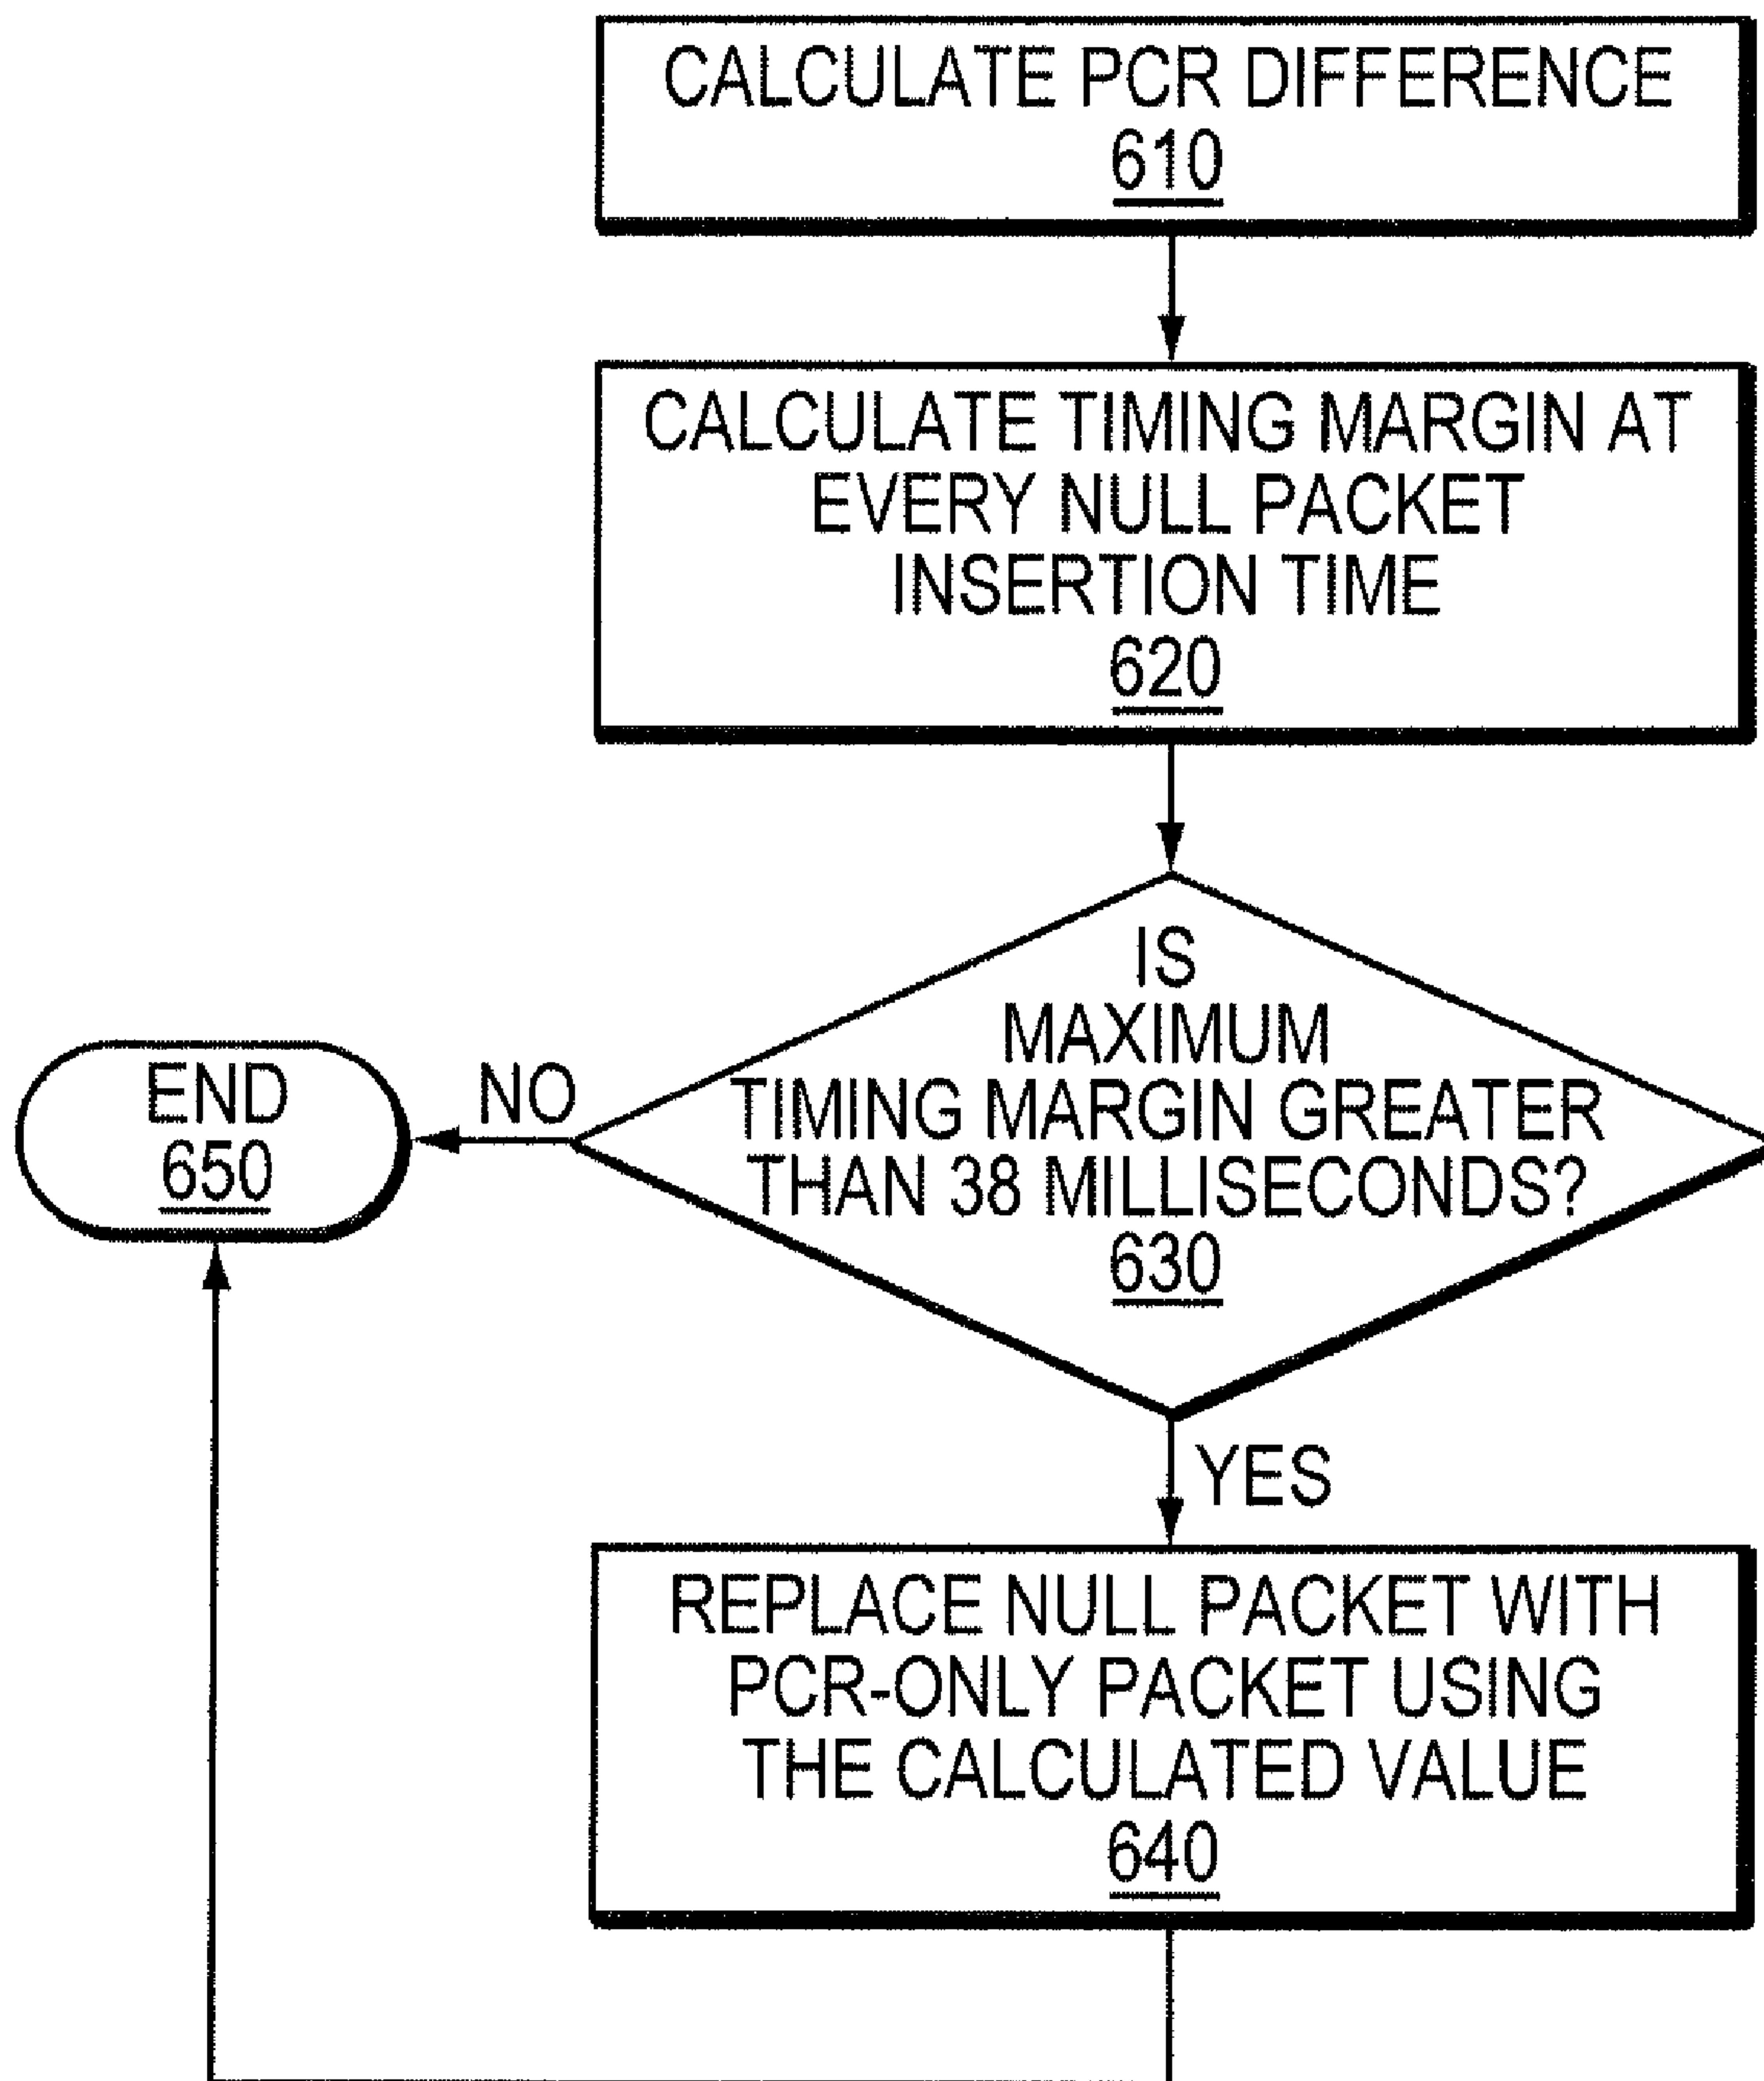 CALCULATE PCR DIFFERENCE
610
CALCULATE TIMING MARGIN AT
EVERY NULL PACKET
INSERTION TIME
620
IS
MAXIMUM
TIMING MARGIN GREATER
THAN 38 MILLISECONDS?
630
NO
END
650
YES
REPLACE NULL PACKET WITH
PCR-ONLY PACKET USING
THE CALCULATED VALUE
640